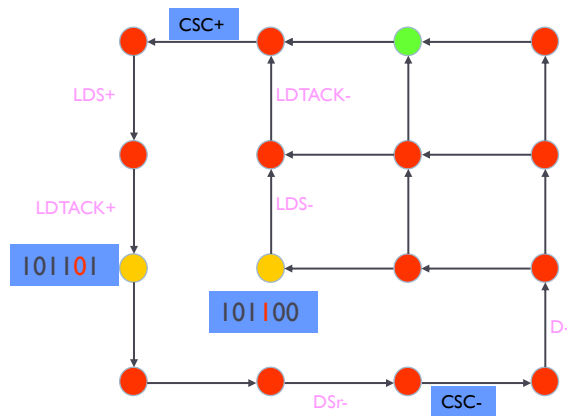 CSC+
LDS+
LDTACK-
LDTACK+
LDS-
101101
101100
D-
DSr-
CSC-